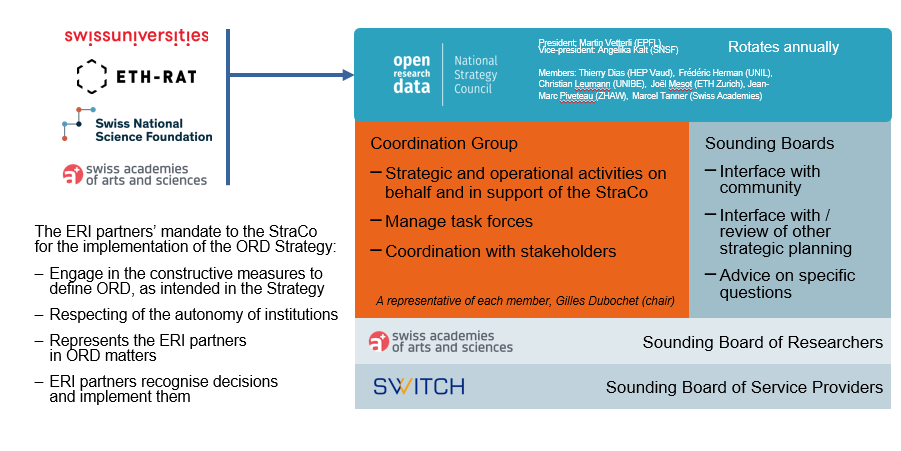 swissuniversities
ETH-RAT
Swiss National
Science Foundation
swiss academies
of arts and sciences
The ERI partners’ mandate to the StraCo
for the implementation of the ORD Strategy:
– Engage in the constructive measures to
define ORD, as intended in the Strategy
– Respecting of the autonomy of institutions
– Represents the ERI partners
in ORD matters
– ERI partners recognise decisions
and implement them
open
research
data
National
Strategy
Council
President: Martin Vetterli (EPFL),
Vice-president: Angelika Kalt (SNSF)
Members: Thierry Dias (HEP Vaud), Frédéric Herman (UNIL),
Christian Leumann (UNIBE), Joël Mesot (ETH Zurich), Jean-
Marc Piveteau (ZHAW), Marcel Tanner (Swiss Academies)
Rotates annually
Coordination Group
– Strategic and operational activities on
behalf and in support of the StraCo
– Manage task forces
– Coordination with stakeholders
A representative of each member, Gilles Dubochet (chair)
Sounding Boards
– Interface with
community
– Interface with /
review of other
strategic planning
– Advice on specific
questions
swiss academies
of arts and sciences
Sounding Board of Researchers
SWITCH
Sounding Board of Service Providers